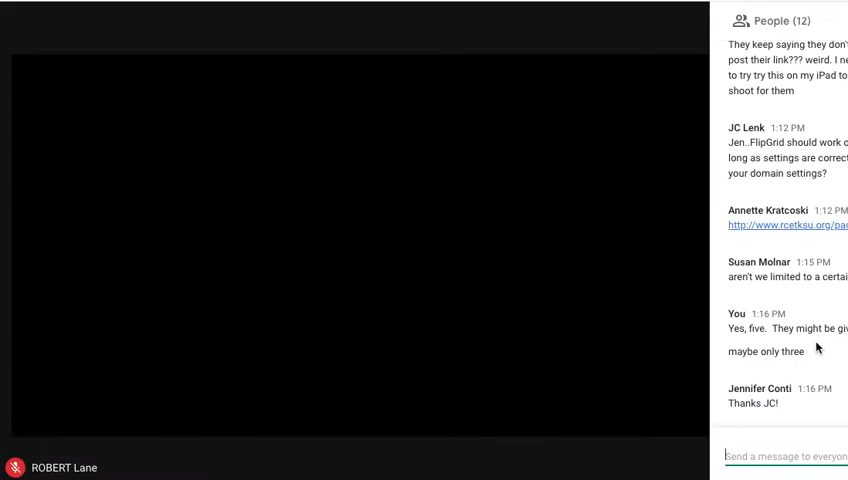 People (12)
They keep saying they don'
post their link??? weird. I ne
to try try this on my iPad to
shoot for them
JC Lenk 1:12 PM
Jen..FlipGrid should work o
long as settings are correct
your domain settings?
Annette Kratcoski 1:12 PM
http://www.rcetksu.org/pac
Susan Molnar 1:15 PM
aren't we limited to a certai
You 1:16 PM
Yes, five. They might be giv
maybe only three
Jennifer Conti 1:16 PM
Thanks JC!
Send a message to everyon
ROBERT Lane